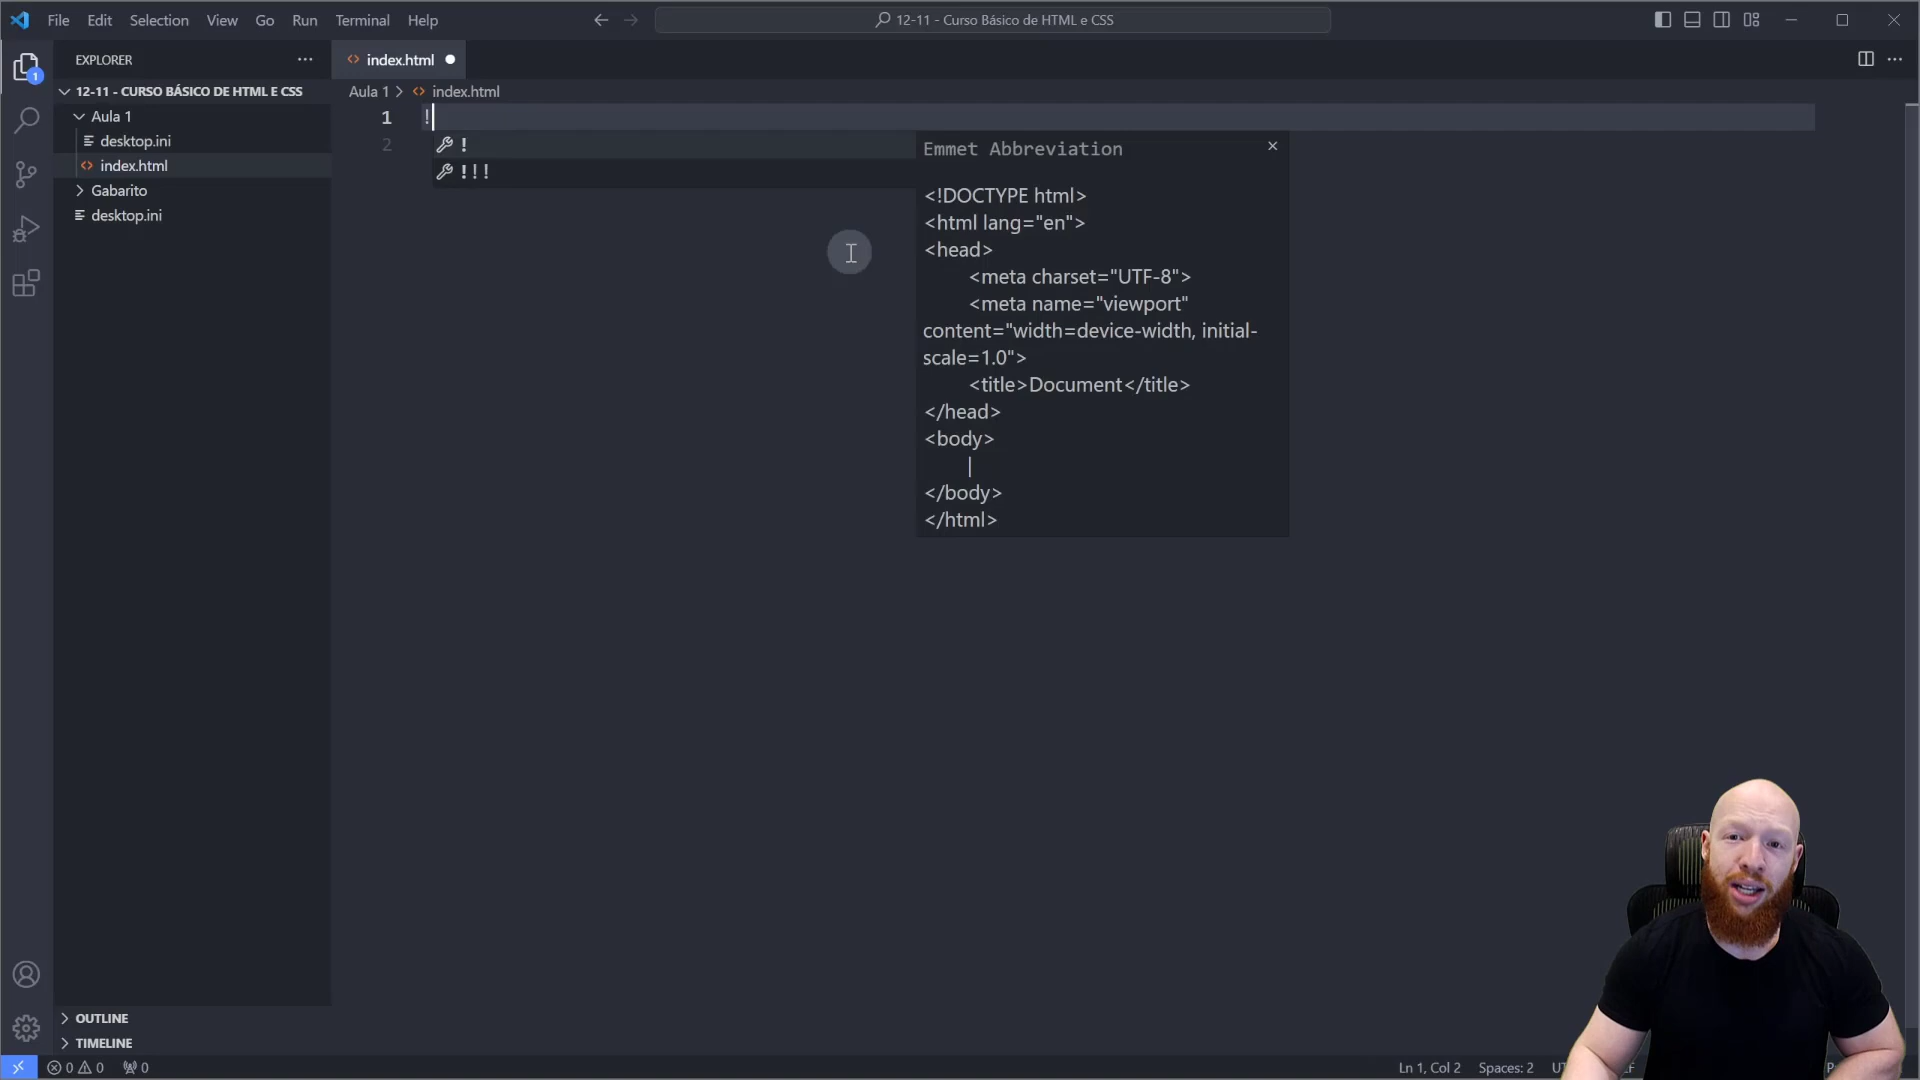 File Edit Selection View Go Run Terminal Help
12-11 - Curso Básico de HTML e CSS
EXPLORER
index.html
1
12-11 - CURSO BÁSICO DE HTML E CSS
Aula 1 > index.html
Aula 1
desktop.ini
index.html
Gabarito
desktop.ini
1 !
2
!
!!!
Emmet Abbreviation
<!DOCTYPE html>
<html lang="en">
<head>
<meta charset="UTF-8">
<meta name="viewport"
content="width=device-width, initial-
scale=1.0">
<title>Document</title>
</head>
<body>
|
</body>
</html>
OUTLINE
TIMELINE
0 0 0
Ln 1, Col 2 Spaces: 2